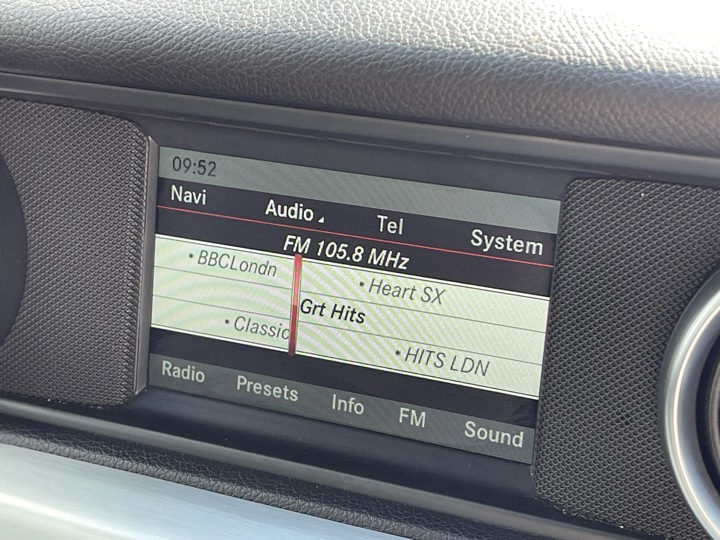 09:52
Navi Audio Tel System
FM 105.8 MHz
• BBCLondn • Heart SX
Grt Hits
• Classic • HITS LDN
Radio Presets Info FM Sound